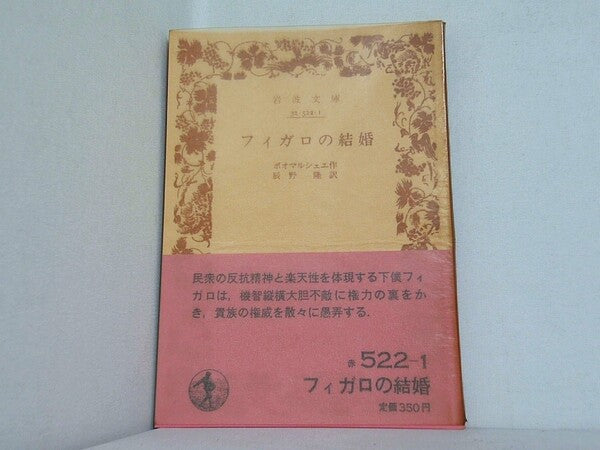 岩波文庫
32-522-1
フィガロの結婚
ボオマルシェエ作
辰野 隆訳
民衆の反抗精神と楽天性を体現する下僕フィ
ガロは，機智縦横大胆不敵に権力の裏をか
き，貴族の権威を散々に愚弄する．
赤 522-1
フィガロの結婚
定価350円